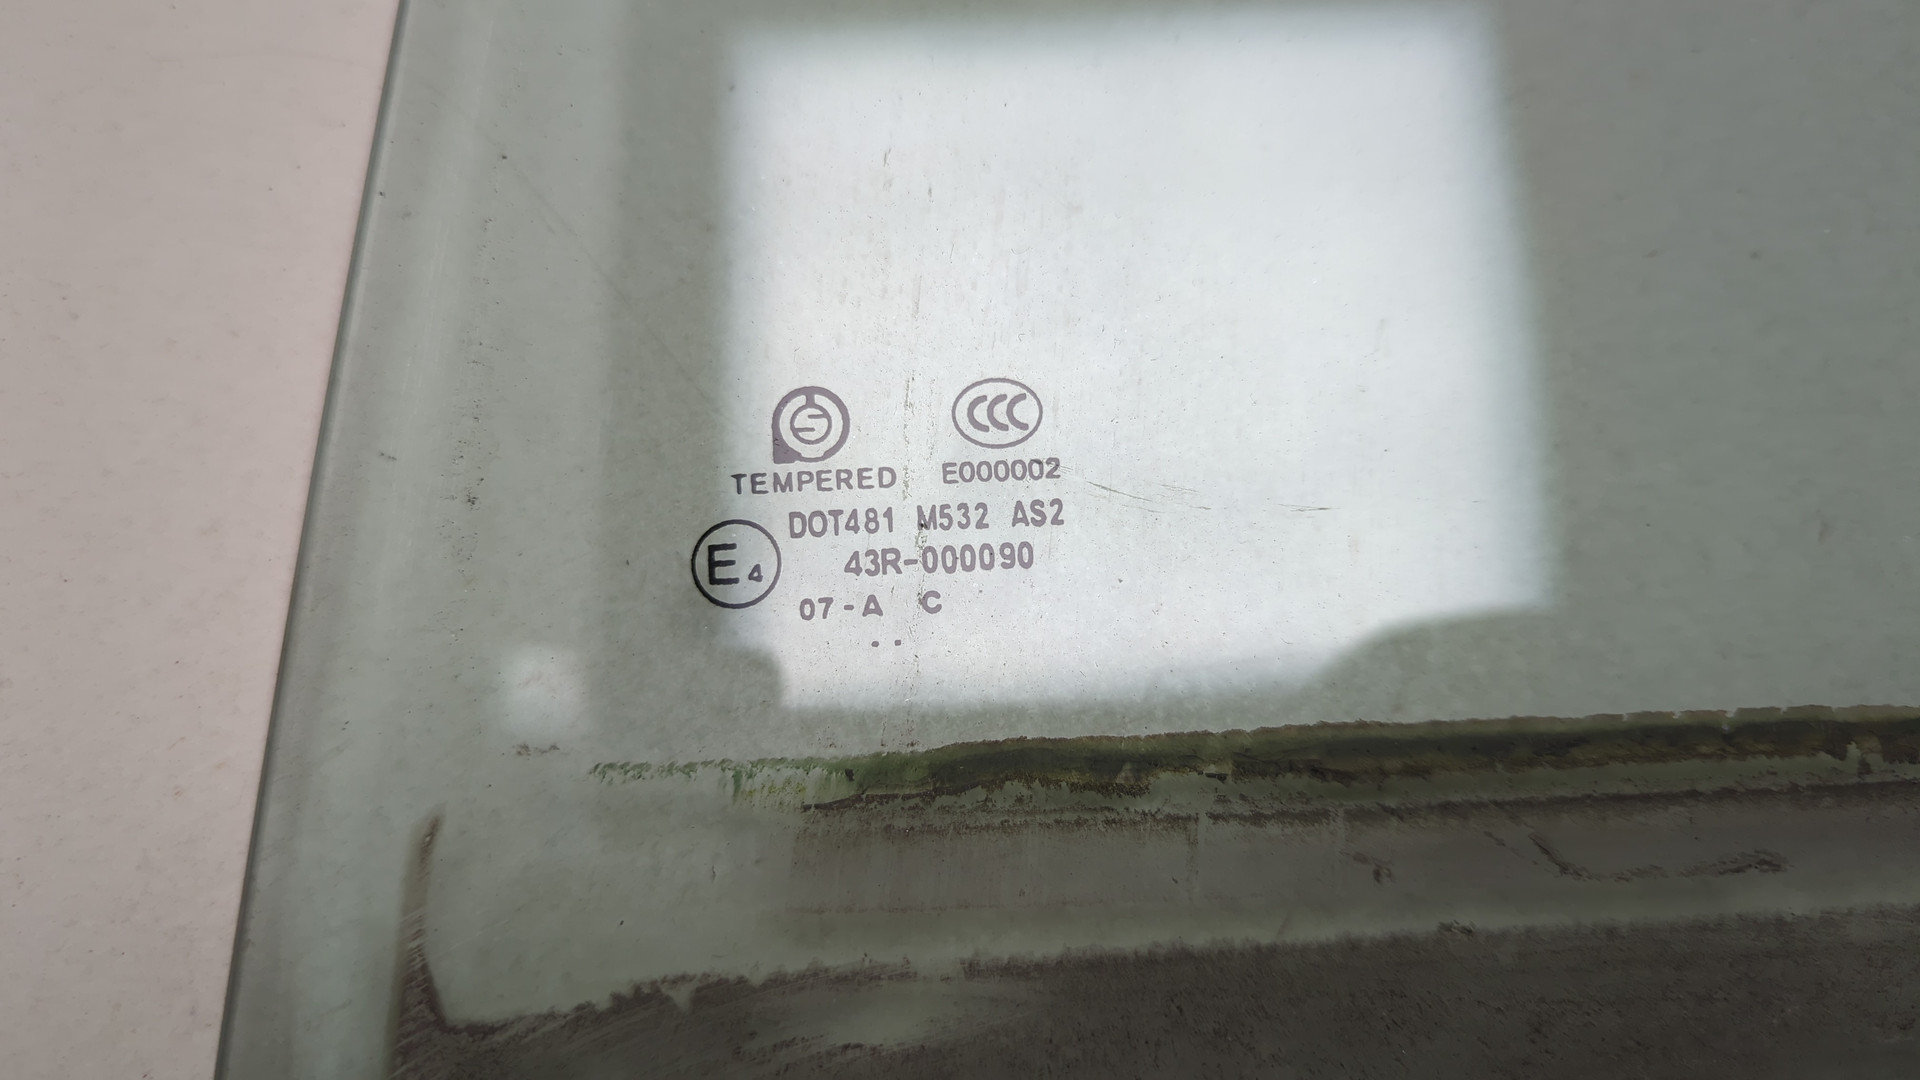 CCC
TEMPERED E000002
DOT481 M532 AS2
E4 43R-000090
07-A C
. .